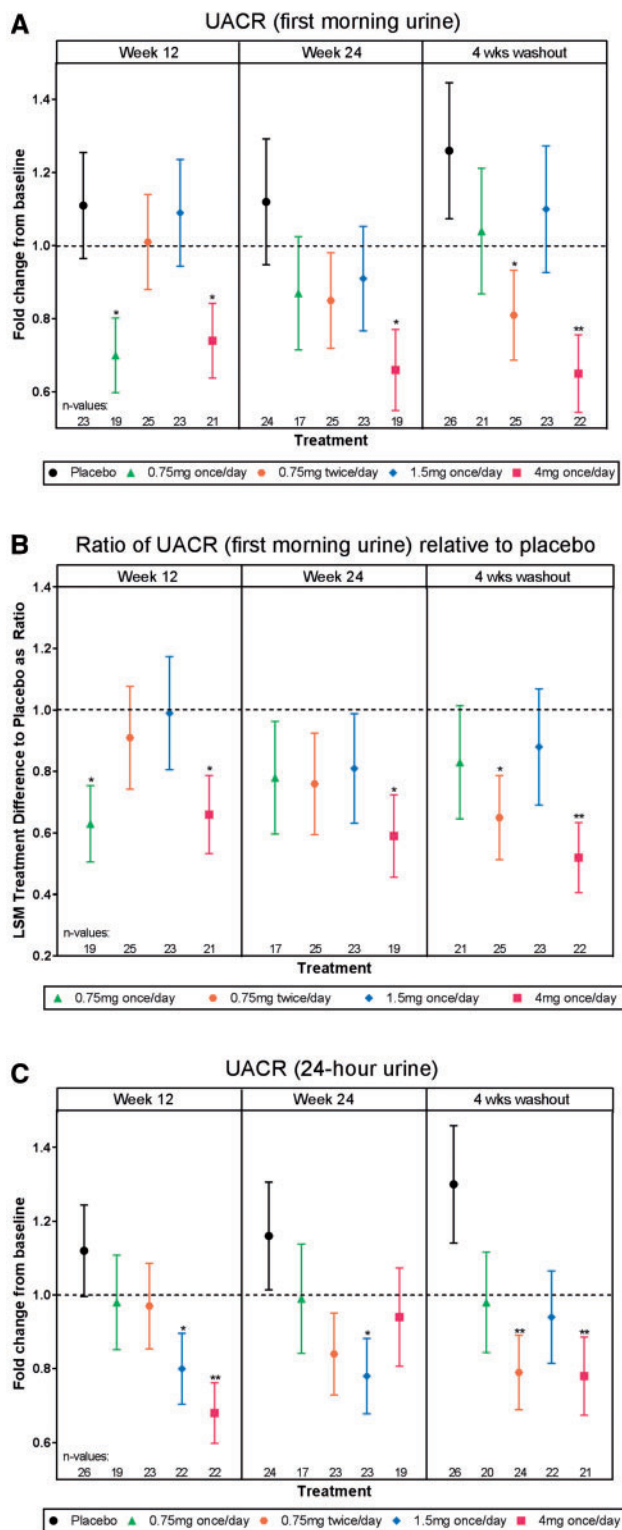 A
UACR (first morning urine)
Week 12 Week 24 4 wks washout
Fold change from baseline
1.4
1.2
1.0
0.8
0.6
* * * * **
n-values:
23 19 25 23 21 24 17 25 23 19 26 21 25 23 22
Treatment
Placebo 0.75mg once/day 0.75mg twice/day 1.5mg once/day 4mg once/day
B
Ratio of UACR (first morning urine) relative to placebo
Week 12 Week 24 4 wks washout
LSM Treatment Difference to Placebo as Ratio
1.4
1.2
1.0
0.8
0.6
0.4
0.2
* * * * **
n-values:
19 25 23 21 17 25 23 19 21 25 23 22
Treatment
0.75mg once/day 0.75mg twice/day 1.5mg once/day 4mg once/day
C
UACR (24-hour urine)
Week 12 Week 24 4 wks washout
Fold change from baseline
1.4
1.2
1.0
0.8
0.6
* ** * ** **
n-values:
26 19 23 22 22 24 17 23 23 19 26 20 24 22 21
Treatment
Placebo 0.75mg once/day 0.75mg twice/day 1.5mg once/day 4mg once/day